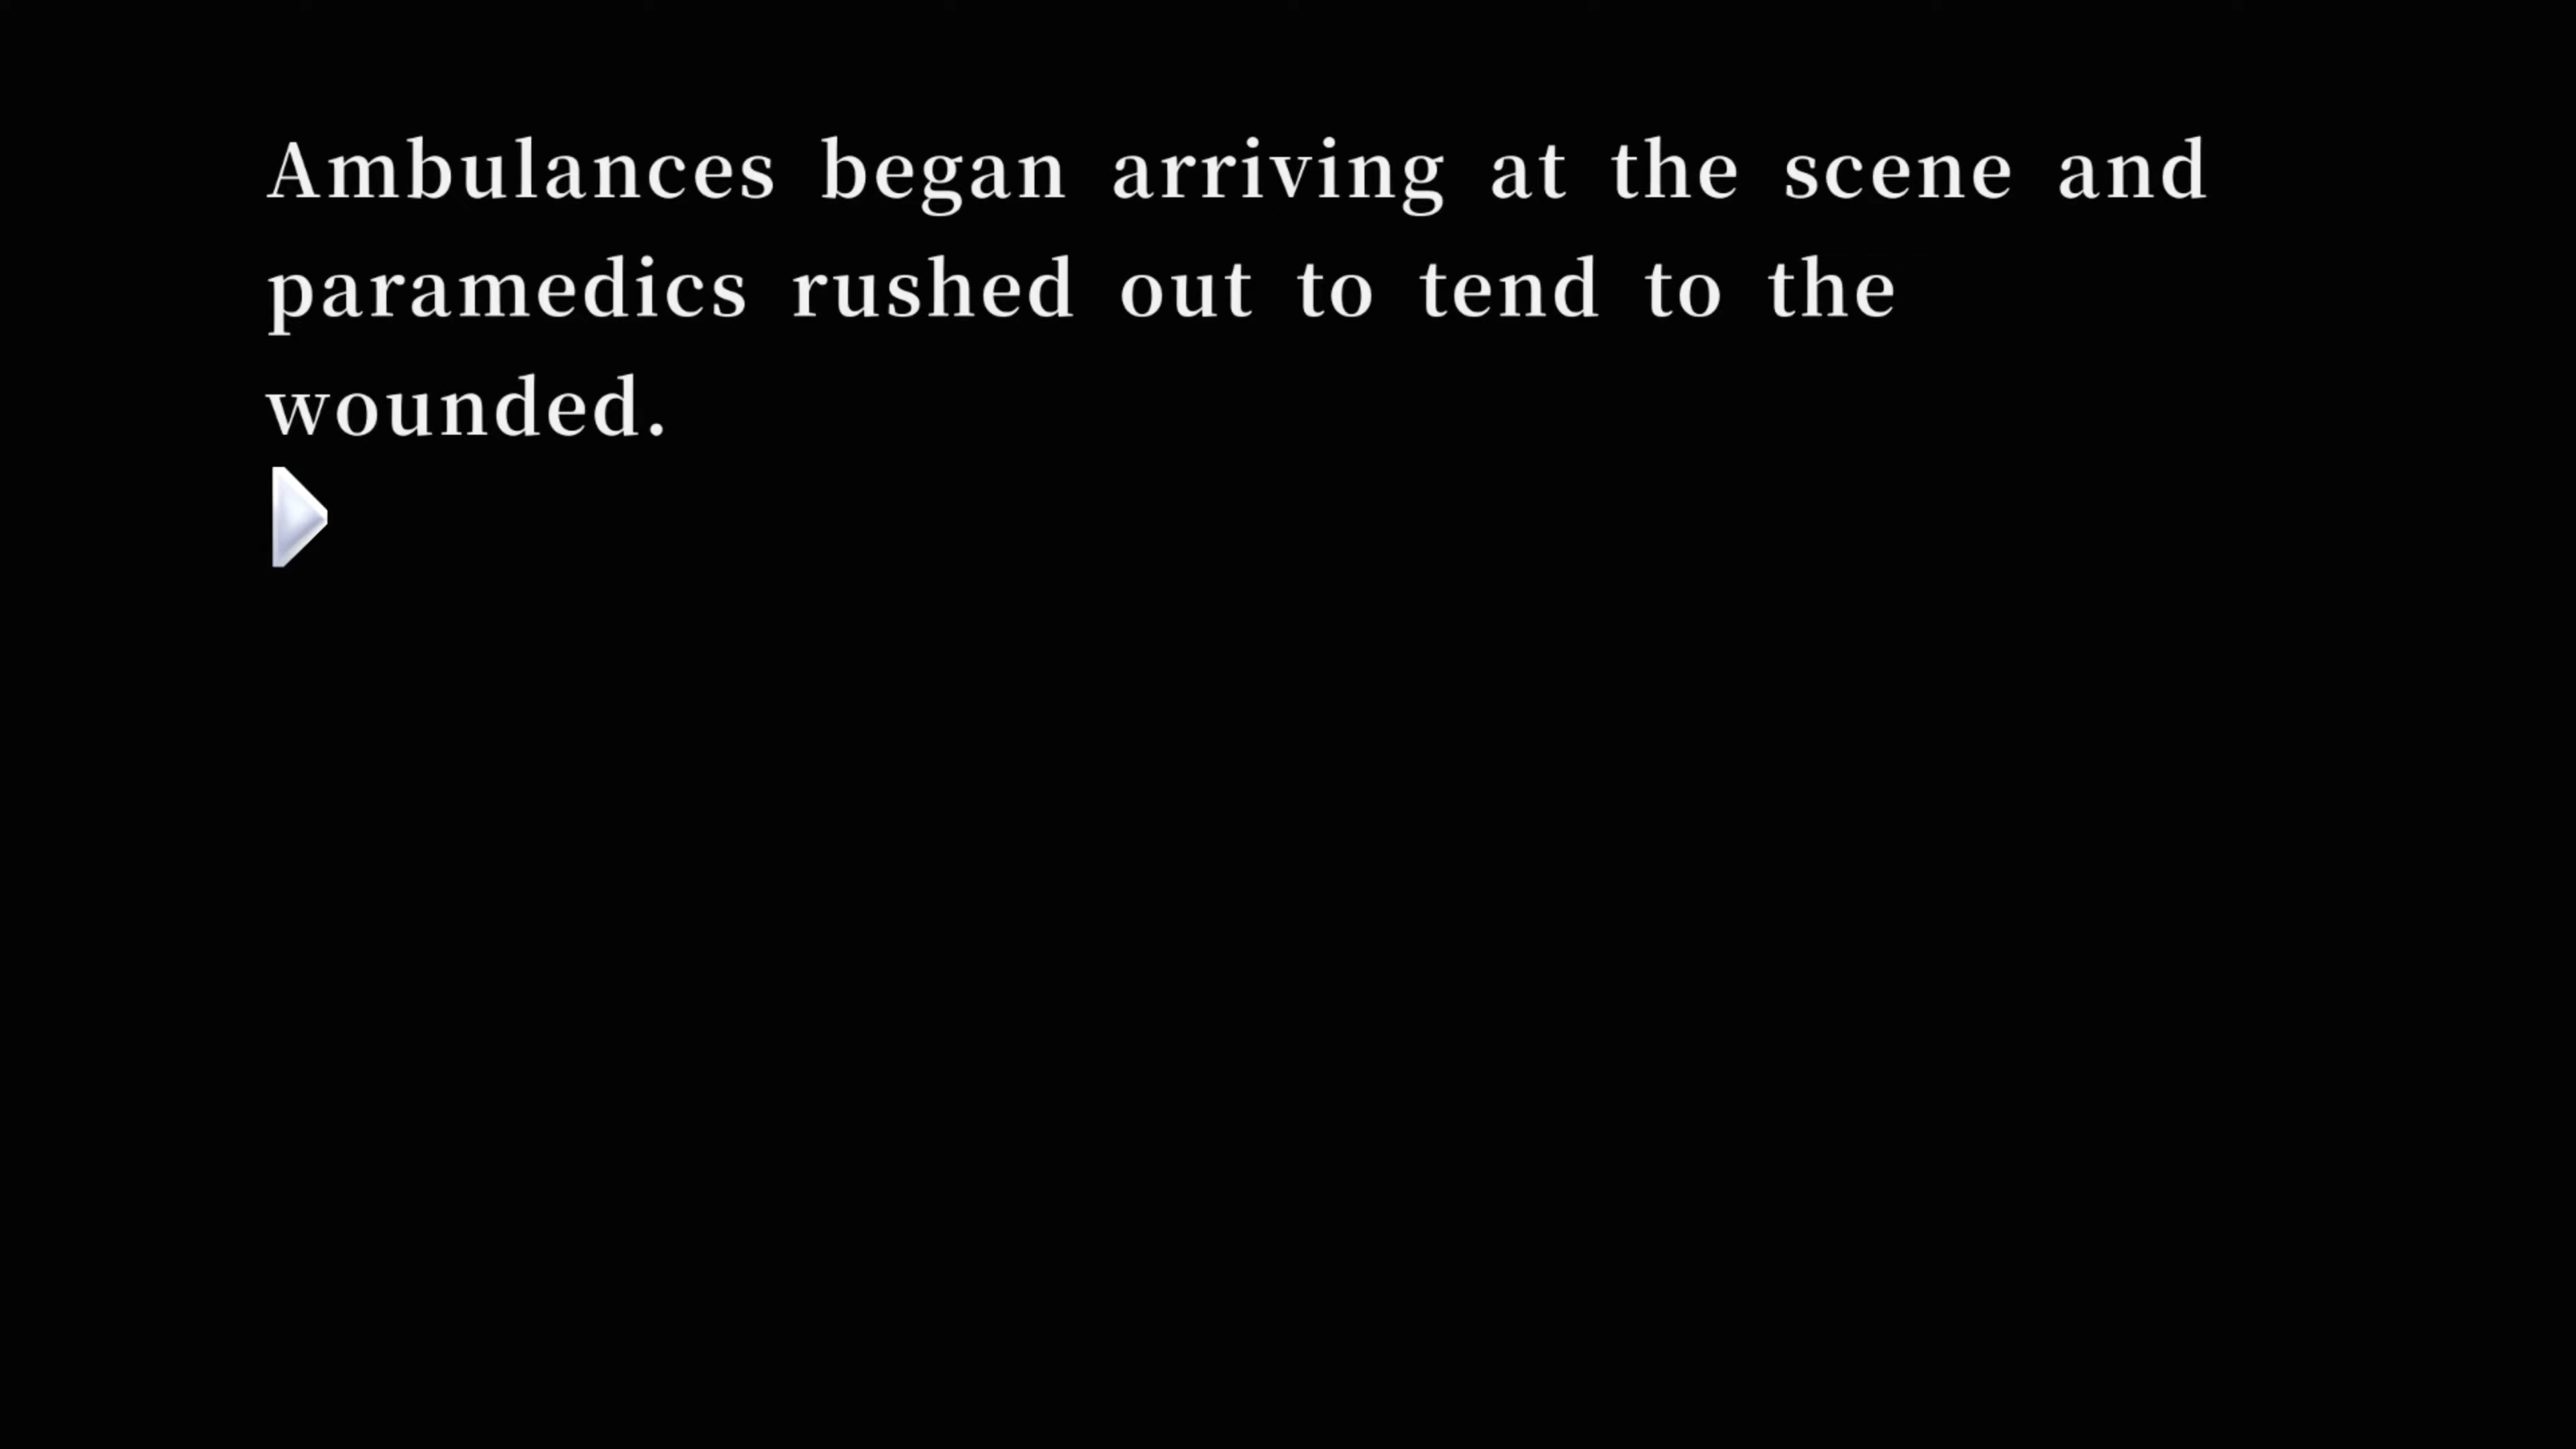 Ambulances began arriving at the scene and
paramedics rushed out to tend to the
wounded.